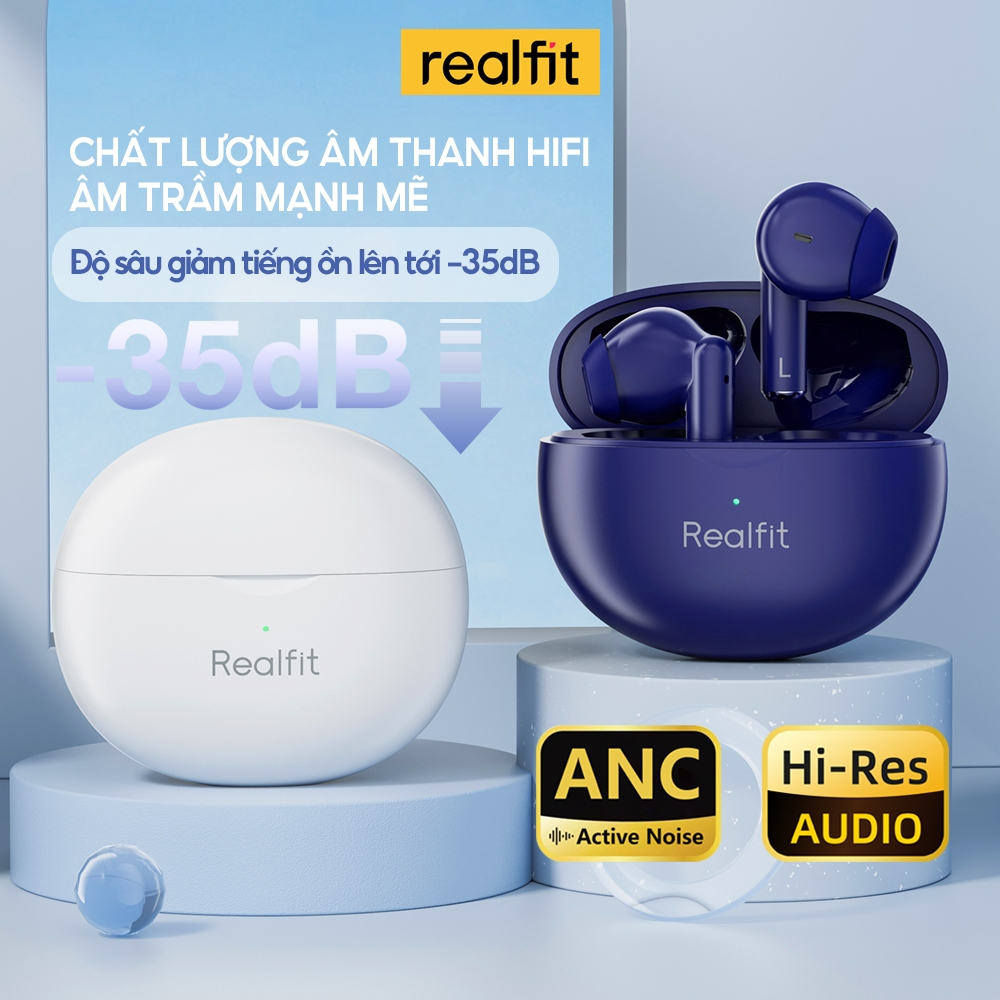 realfit
CHẤT LƯỢNG ÂM THANH HIFI
ÂM TRẦM MẠNH MẼ
Độ sâu giảm tiếng ồn lên tới -35dB
-35dB
L
Realfit
Realfit
ANC
Active Noise
Hi-Res
AUDIO